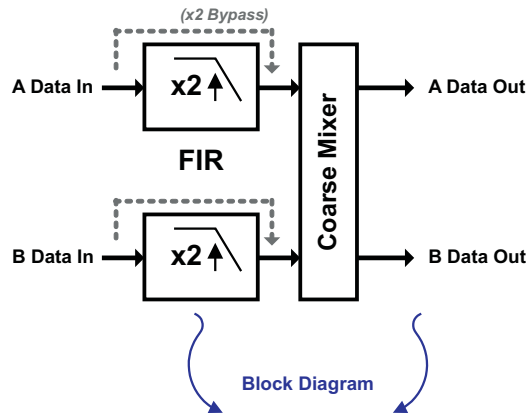 (x2 Bypass)
A Data In
x2
A Data Out
FIR
Coarse Mixer
B Data In
x2
B Data Out
Block Diagram